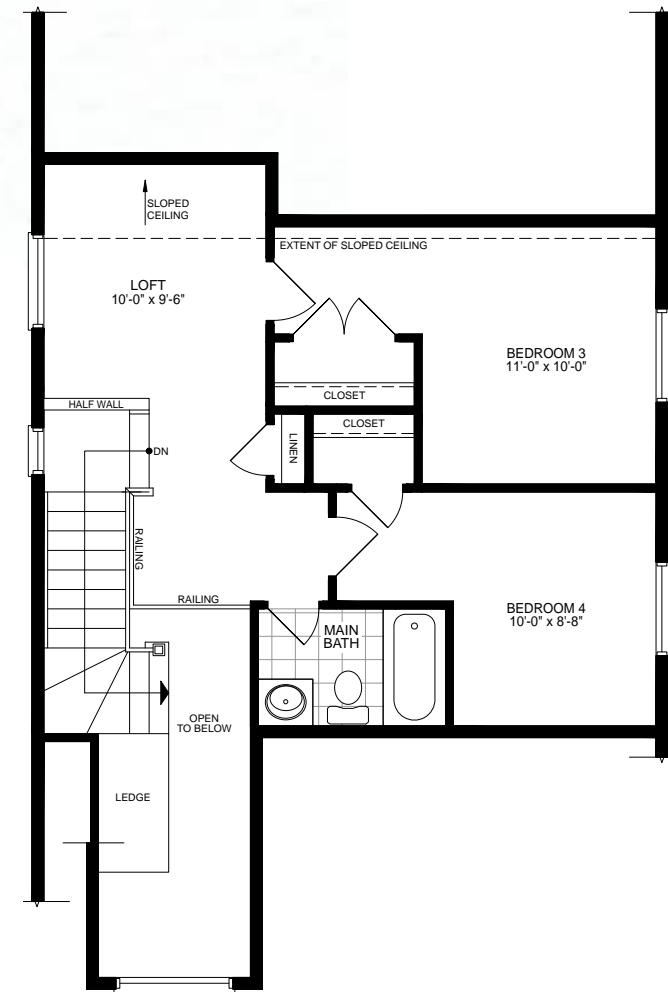 SLOPED
CEILING
EXTENT OF SLOPED CEILING
LOFT
10'-0" x 9'-6"
BEDROOM 3
11'-0" x 10'-0"
CLOSET
HALF WALL
CLOSET
LINEN
DN
RAILING
RAILING
BEDROOM 4
10'-0" x 8'-8"
MAIN
BATH
OPEN
TO BELOW
LEDGE